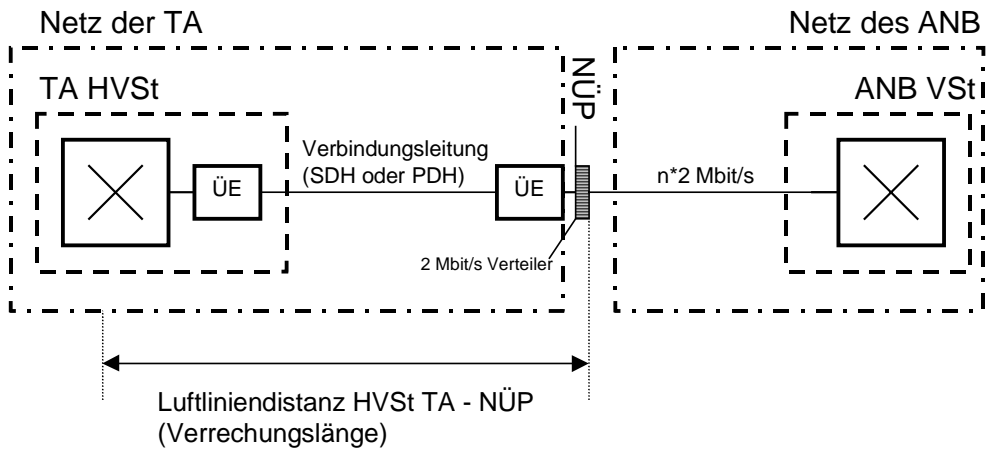 Netz der TA
Netz des ANB
NÜP
TA HVSt
ANB VSt
Verbindungsleitung
(SDH oder PDH)
ÜE
ÜE
n*2 Mbit/s
2 Mbit/s Verteiler
Luftliniendistanz HVSt TA - NÜP
(Verrechungslänge)